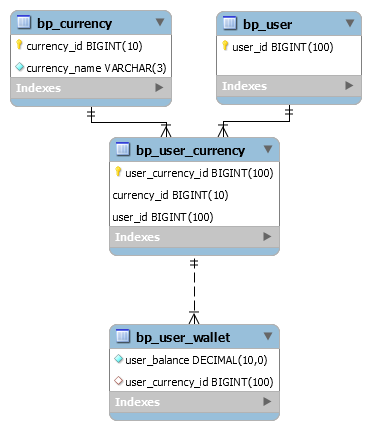 bp_currency
currency_id BIGINT(10)
currency_name VARCHAR(3)
Indexes
bp_user
user_id BIGINT(100)
Indexes
bp_user_currency
user_currency_id BIGINT(100)
currency_id BIGINT(10)
user_id BIGINT(100)
Indexes
bp_user_wallet
user_balance DECIMAL(10,0)
user_currency_id BIGINT(100)
Indexes